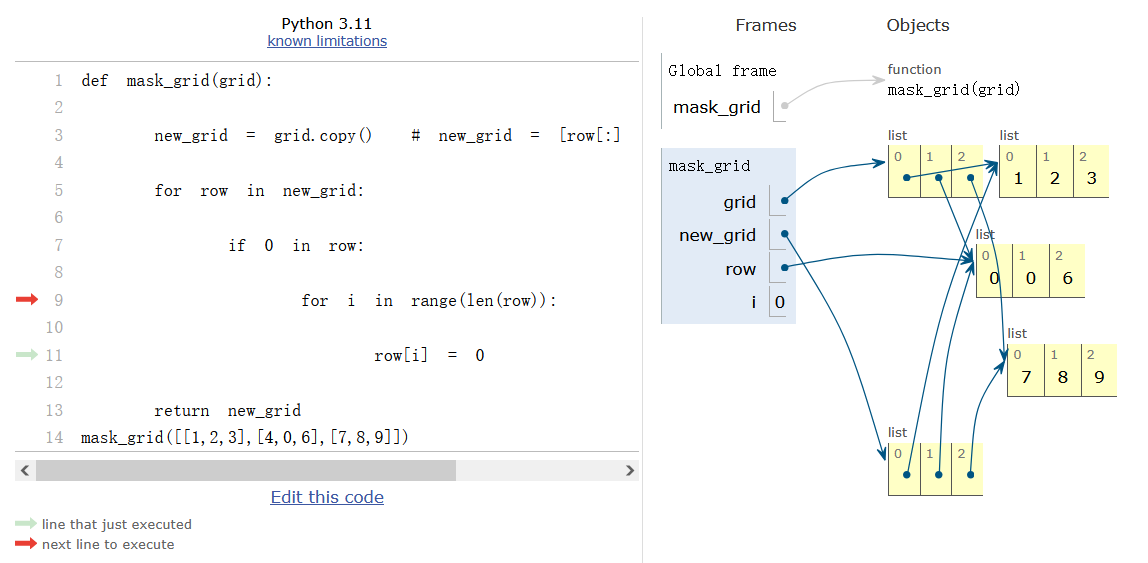 Python 3.11
known limitations
1 def mask_grid(grid):
2
3 new_grid = grid.copy() # new_grid = [row[:]
4
5 for row in new_grid:
6
7 if 0 in row:
8
9 for i in range(len(row)):
10
11 row[i] = 0
12
13 return new_grid
14 mask_grid([[1,2,3],[4,0,6],[7,8,9]])
Edit this code
line that just executed
next line to execute
Frames
Objects
Global frame
mask_grid
function
mask_grid(grid)
mask_grid
grid
new_grid
row
i 0
list
0 1 2
list
0 1 2
1 2 3
list
0 1 2
0 0 6
list
0 1 2
7 8 9
list
0 1 2